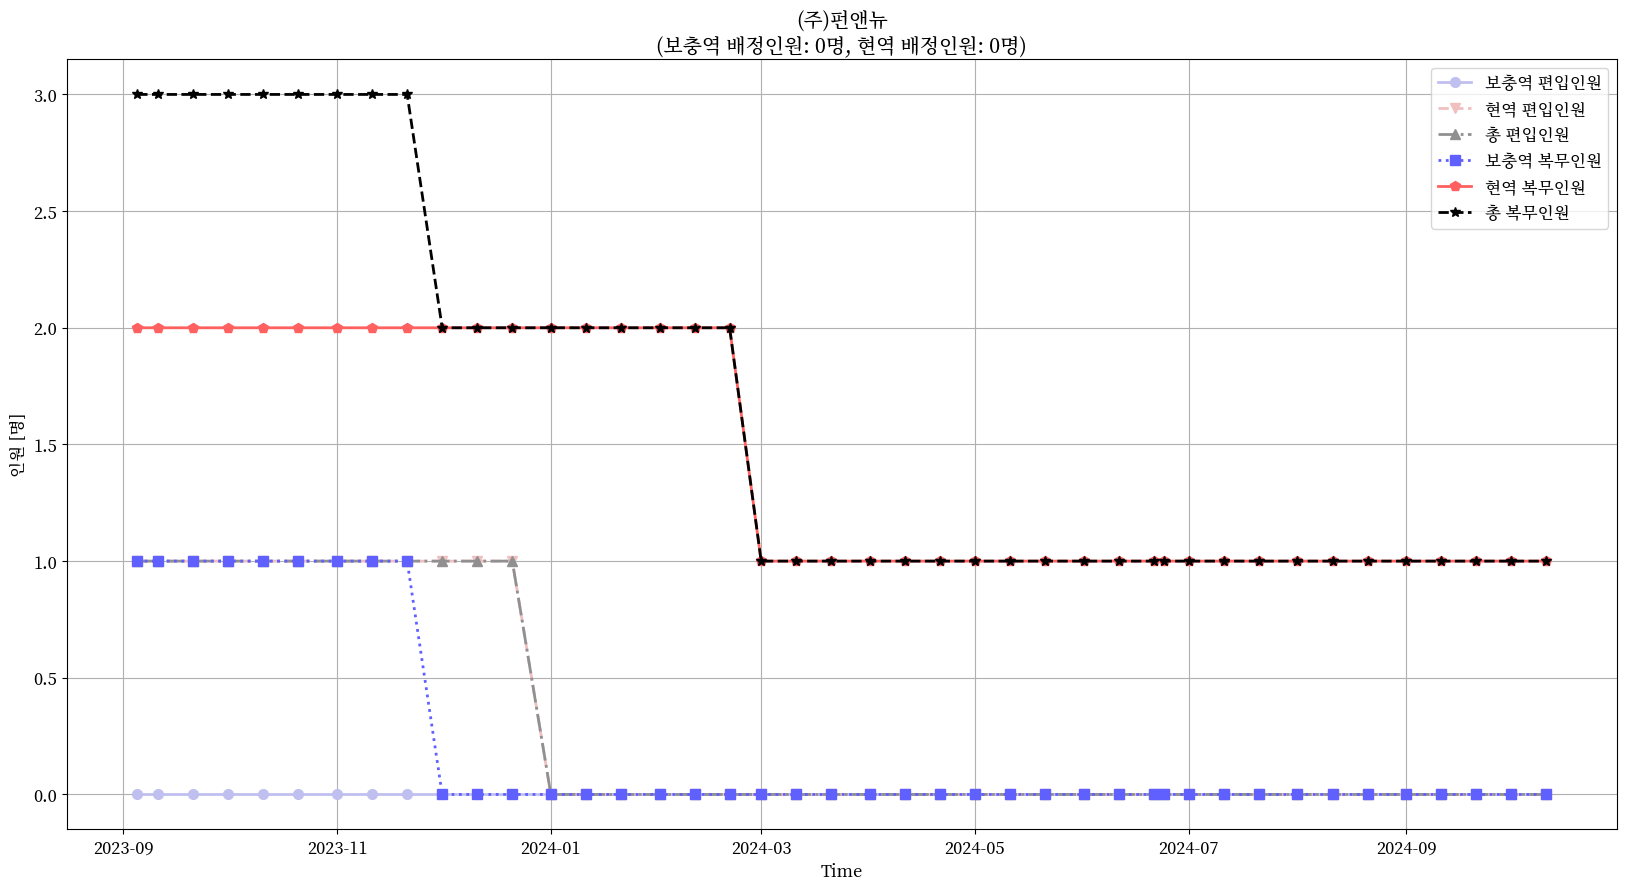 (주)펀앤뉴
(보충역 배정인원: 0명, 현역 배정인원: 0명)
보충역 편입인원
현역 편입인원
총 편입인원
보충역 복무인원
현역 복무인원
총 복무인원
3.0
2.5
2.0
1.5
1.0
0.5
0.0
인원 [명]
2023-09
2023-11
2024-01
2024-03
2024-05
2024-07
2024-09
Time